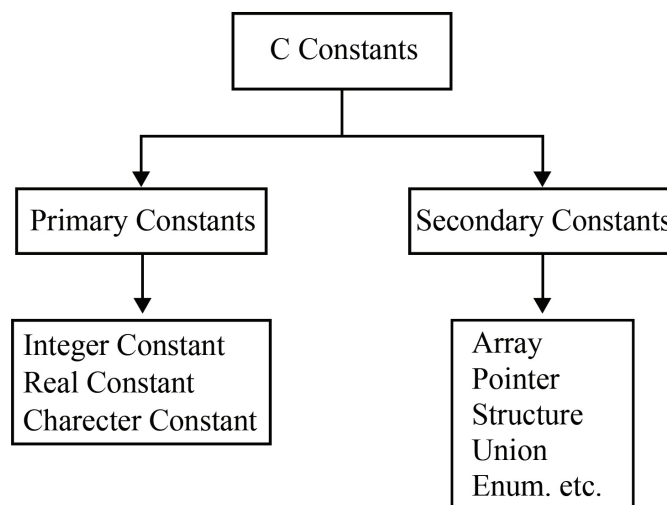 C Constants
Primary Constants
Secondary Constants
Integer Constant
Real Constant
Charecter Constant
Array
Pointer
Structure
Union
Enum. etc.